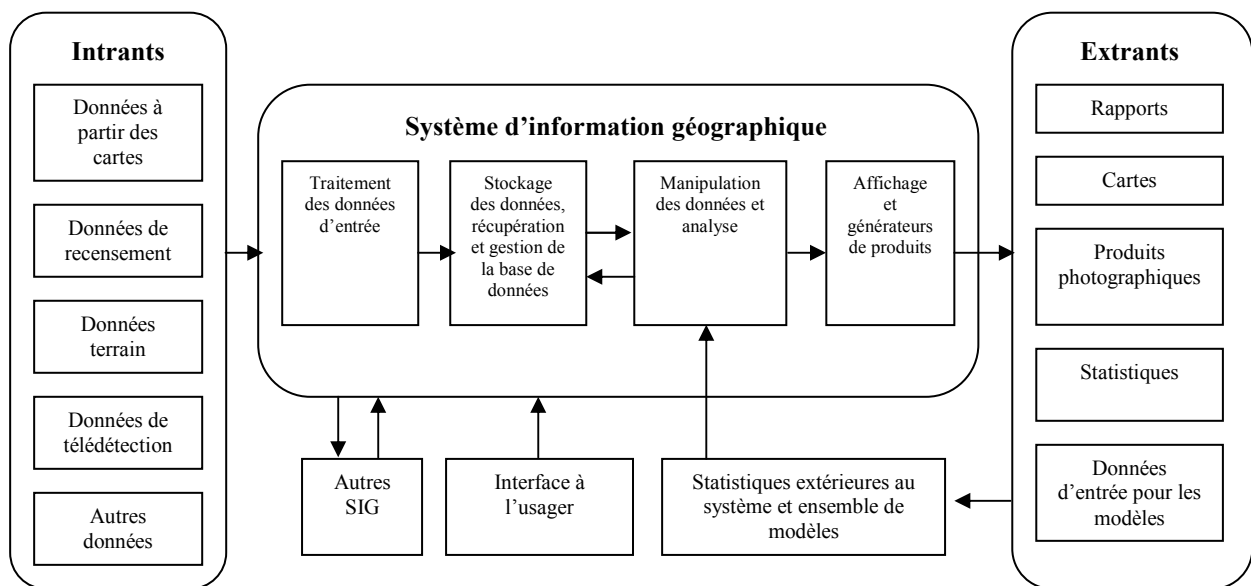 Intrants
Données à
partir des
cartes
Données de
recensement
Données
terrain
Données de
télédétection
Autres
données
Système d’information géographique
Traitement
des données
d’entrée
Stockage
des données,
récupération
et gestion de
la base de
données
Manipulation
des données et
analyse
Affichage
et
générateurs
de produits
Autres
SIG
Interface à
l’usager
Statistiques extérieures au
système et ensemble de
modèles
Extrants
Rapports
Cartes
Produits
photographiques
Statistiques
Données
d’entrée pour les
modèles